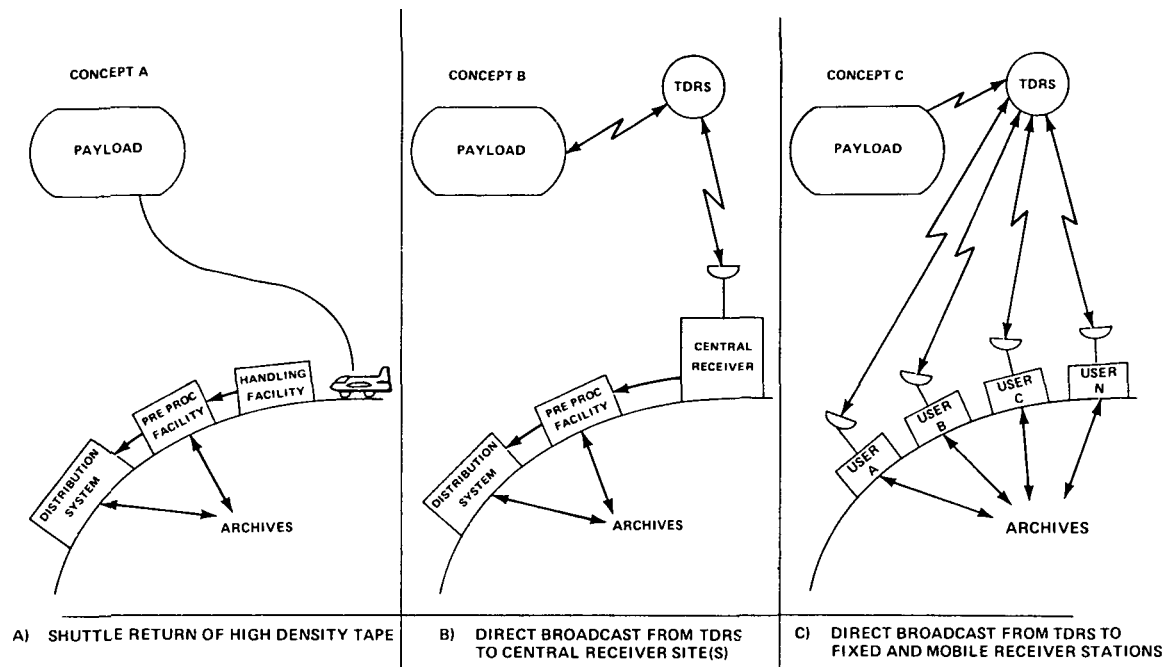 CONCEPT A
PAYLOAD
HANDLING
FACILITY
PRE PROC
FACILITY
DISTRIBUTION
SYSTEM
ARCHIVES
A) SHUTTLE RETURN OF HIGH DENSITY TAPE
CONCEPT B
TDRS
PAYLOAD
CENTRAL
RECEIVER
PRE PROC
FACILITY
DISTRIBUTION
SYSTEM
ARCHIVES
B) DIRECT BROADCAST FROM TDRS
TO CENTRAL RECEIVER SITE(S)
CONCEPT C
TDRS
PAYLOAD
USER
A
USER
B
USER
C
USER
N
ARCHIVES
C) DIRECT BROADCAST FROM TDRS TO
FIXED AND MOBILE RECEIVER STATIONS